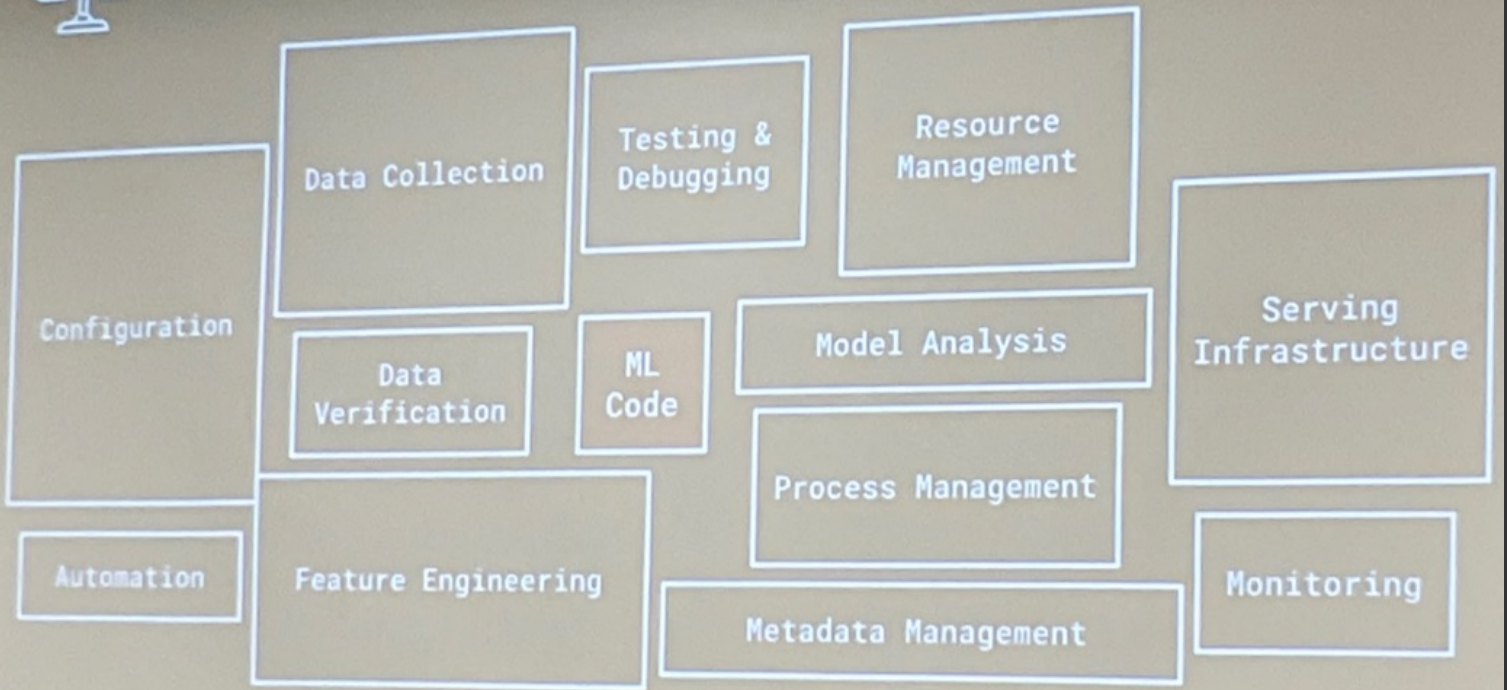 Configuration
Automation
Data Collection
Data
Verification
Feature Engineering
Testing &
Debugging
ML
Code
Resource
Management
Model Analysis
Process Management
Metadata Management
Serving
Infrastructure
Monitoring